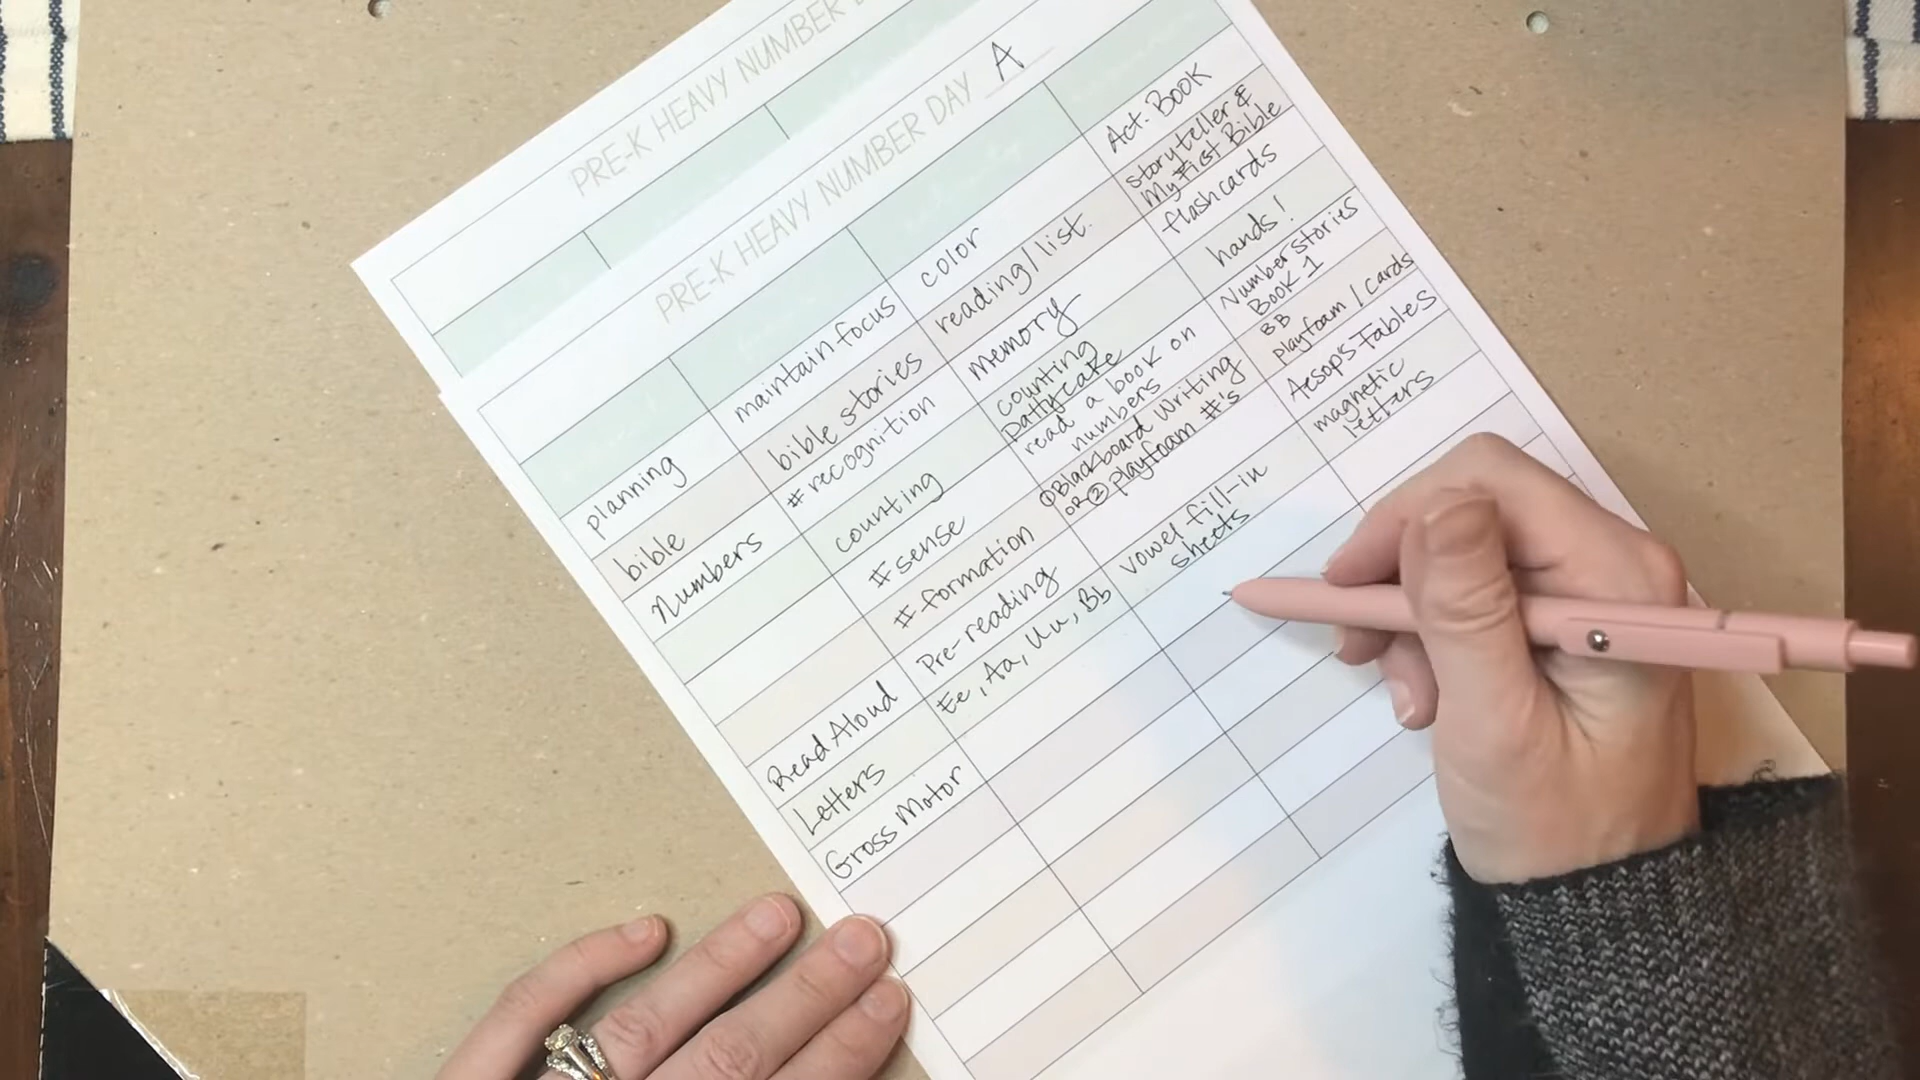 PRE-K HEAVY NUMBER
PRE-K HEAVY NUMBER DAY A
planning maintain focus color Act. Book
bible bible stories reading/list. storyteller &
My First Bible
Numbers # recognition memory flashcards
counting counting
pattycake hands!
# sense read a book on
numbers Number stories
Book 1
# formation ① Blackboard Writing
OR ② playfoam #'s BB
playfoam / cards
Read Aloud Pre-reading Aesop's Fables
Letters Ee, Aa, Uu, Bb vowel fill-in
sheets magnetic
letters
Gross Motor